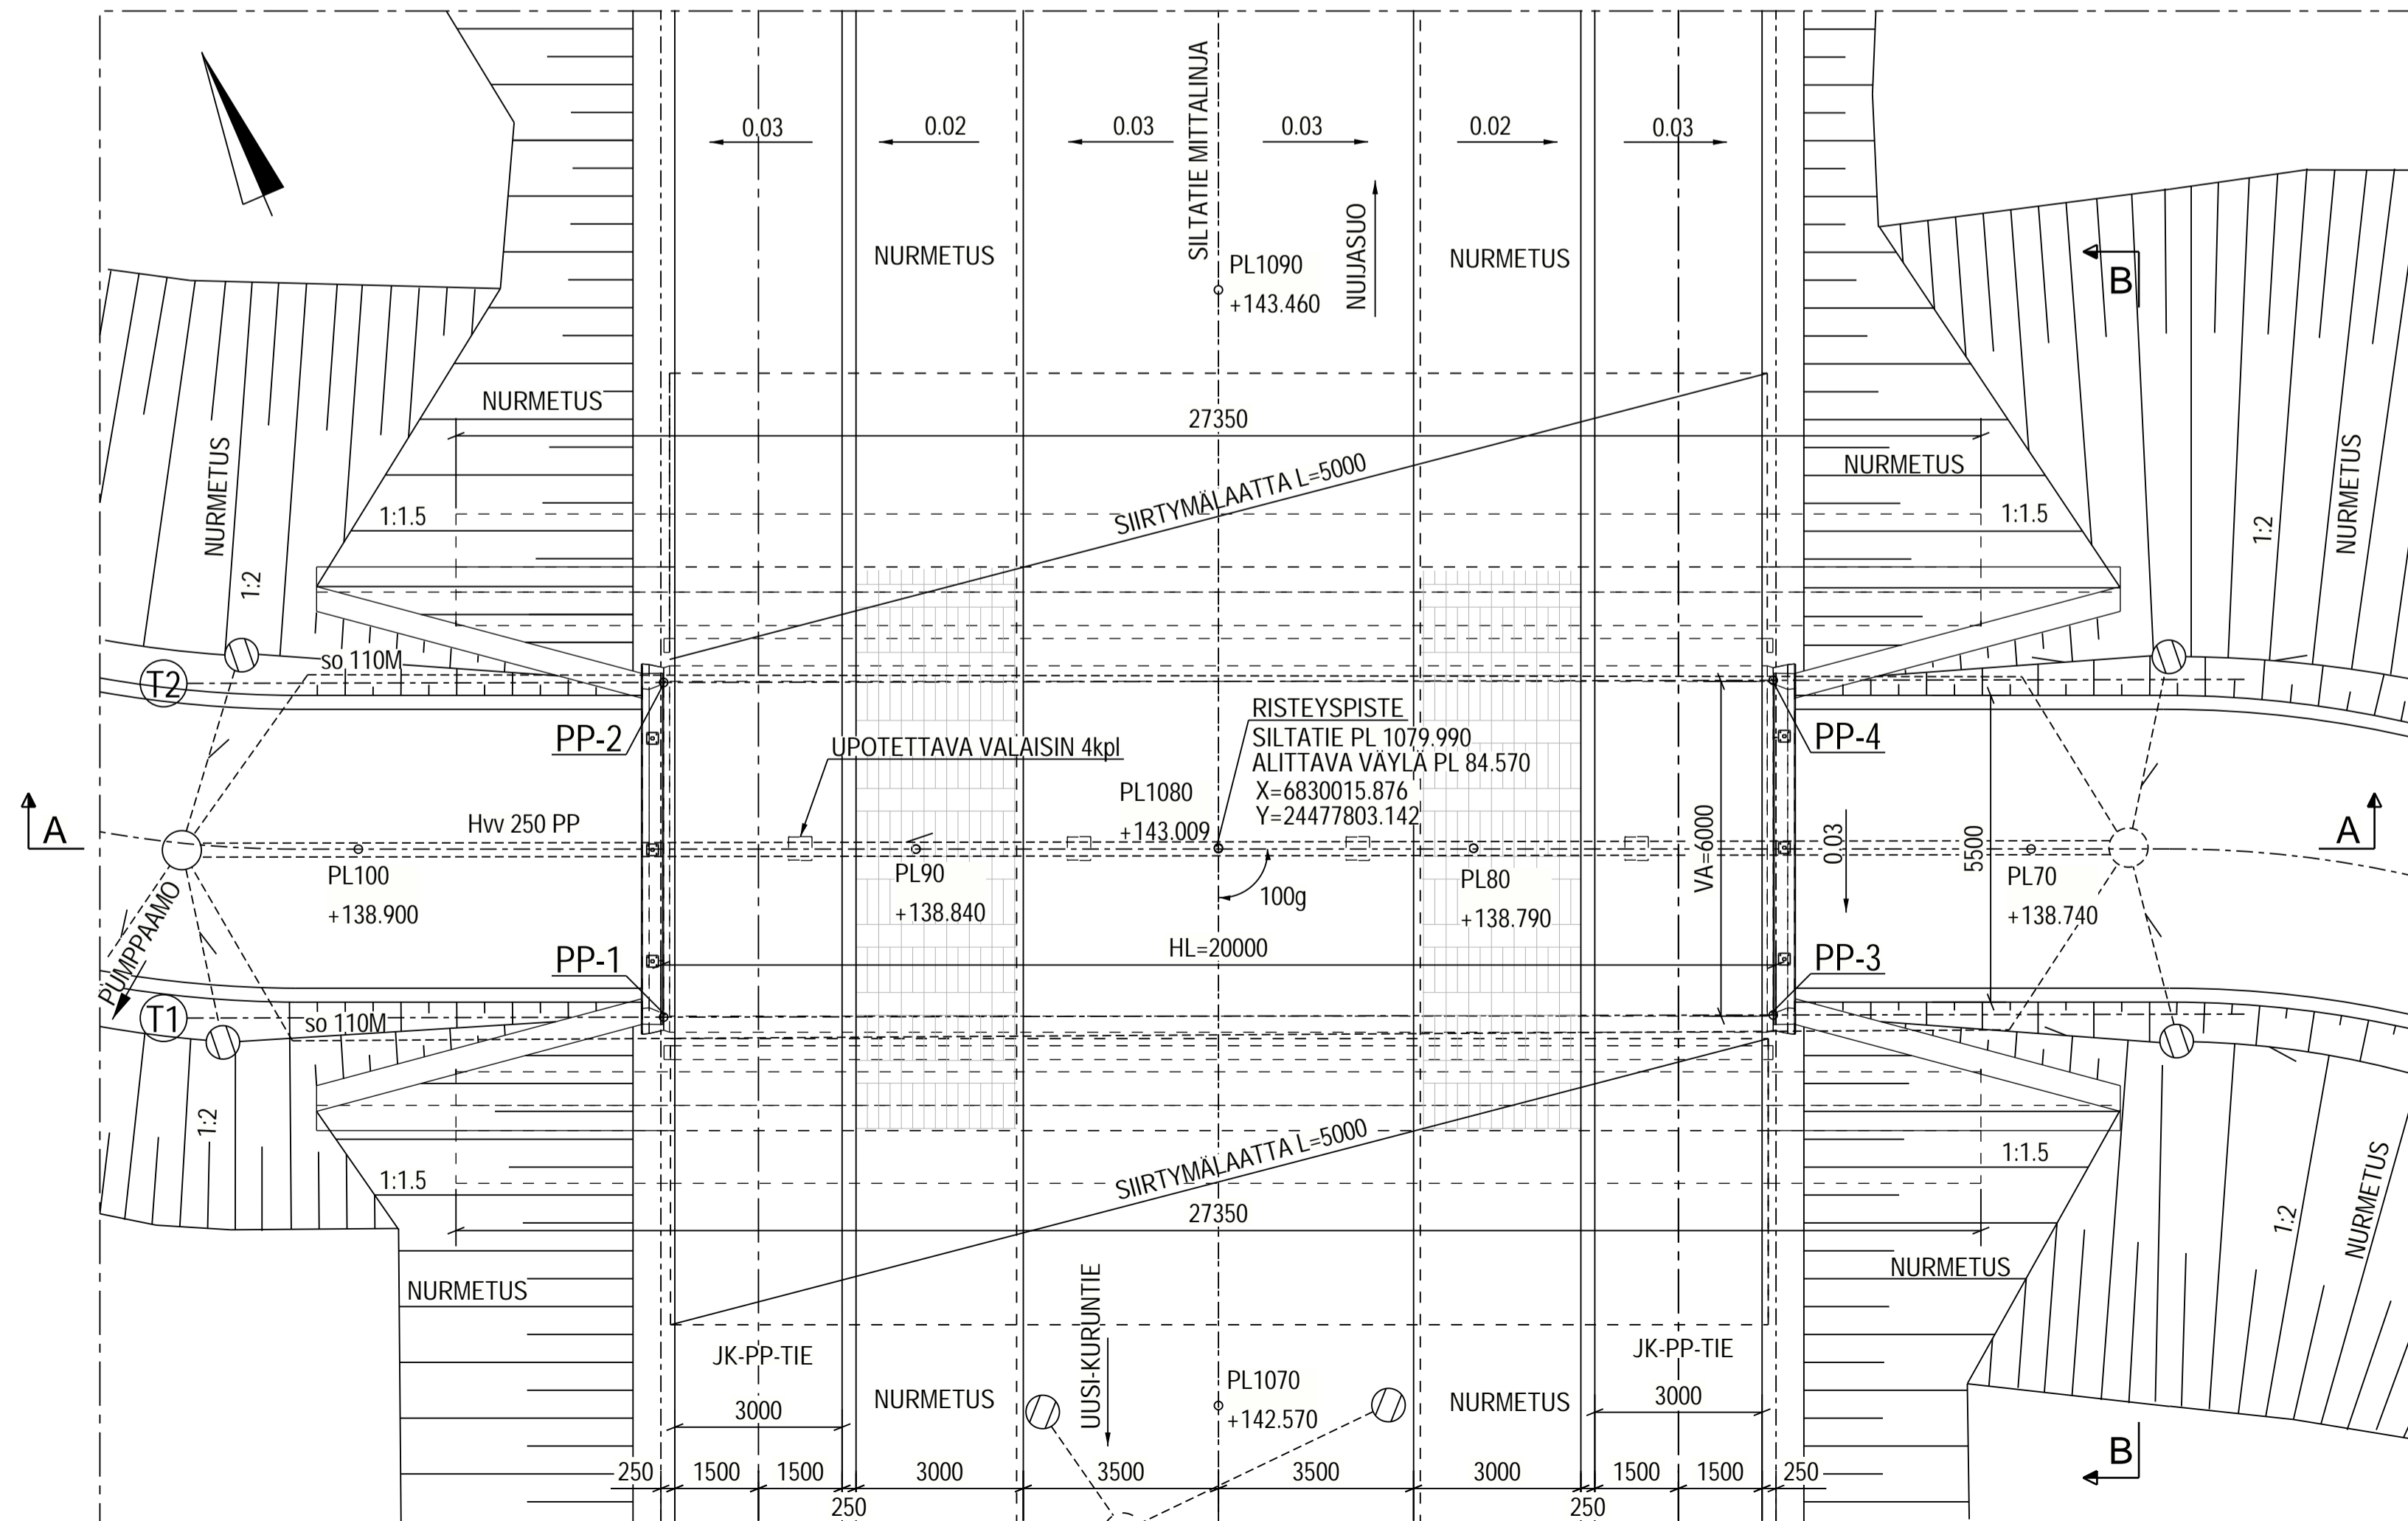 0.03
0.02
0.03
0.03
0.02
0.03
SILTATIE MITTALINJA
NUIJASUO
B
NURMETUS
NURMETUS
PL1090
+143.460
NURMETUS
27350
NURMETUS
NURMETUS
NURMETUS
SIIRTYMÄLAATTA L=5000
1:1.5
1:1.5
1:2
1:2
so 110M
T2
PP-2
UPOTETTAVA VALAISIN 4kpl
RISTEYSPISTE
SILTATIE PL 1079.990
ALITTAVA VÄYLÄ PL 84.570
X=6830015.876
Y=24477803.142
PP-4
PL1080
+143.009
A
Hvv 250 PP
VA=6000
0.03
5500
A
PL100
+138.900
PL90
+138.840
100g
PL80
+138.790
PL70
+138.740
PUMPPAAMO
HL=20000
PP-1
PP-3
T1
so 110M
1:2
SIIRTYMÄLAATTA L=5000
1:1.5
1:1.5
27350
1:2
NURMETUS
NURMETUS
NURMETUS
UUSI-KURUNTIE
JK-PP-TIE
JK-PP-TIE
3000
NURMETUS
PL1070
+142.570
NURMETUS
3000
B
250
1500
1500
3000
3500
3500
3000
1500
1500
250
250
250